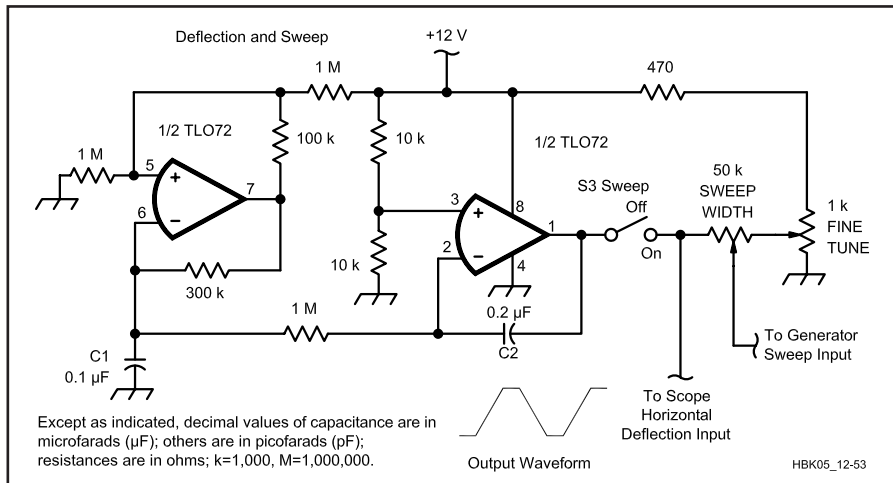 Deflection and Sweep
+12 V
1 M
470
1/2 TLO72
100 k
10 k
1/2 TLO72
1 M
5
+
7
6
–
50 k
SWEEP
WIDTH
S3 Sweep
Off
On
3
+
8
1
2
–
4
1 k
FINE
TUNE
10 k
300 k
1 M
0.2 µF
C2
C1
0.1 µF
To Generator
Sweep Input
To Scope
Horizontal
Deflection Input
Except as indicated, decimal values of capacitance are in
microfarads (µF); others are in picofarads (pF);
resistances are in ohms; k=1,000, M=1,000,000.
Output Waveform
HBK05_12-53